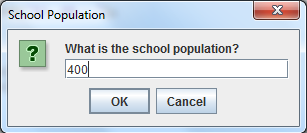 School Population
What is the school population?
400
OK Cancel